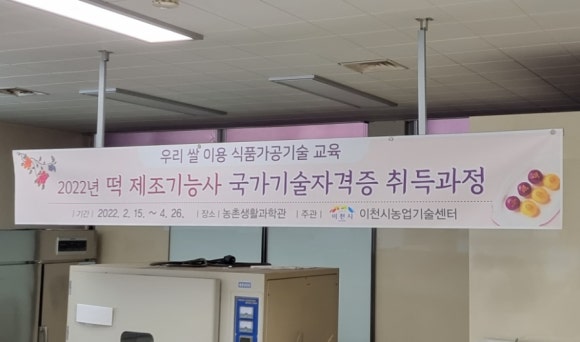 우리 쌀 이용 식품가공기술 교육
2022년 떡 제조기능사 국가기술자격증 취득과정
| 기간 | 2022. 2. 15. ~ 4. 26. | 장소 | 농촌생활과학관 | 주관 | 이천시 이천시농업기술센터